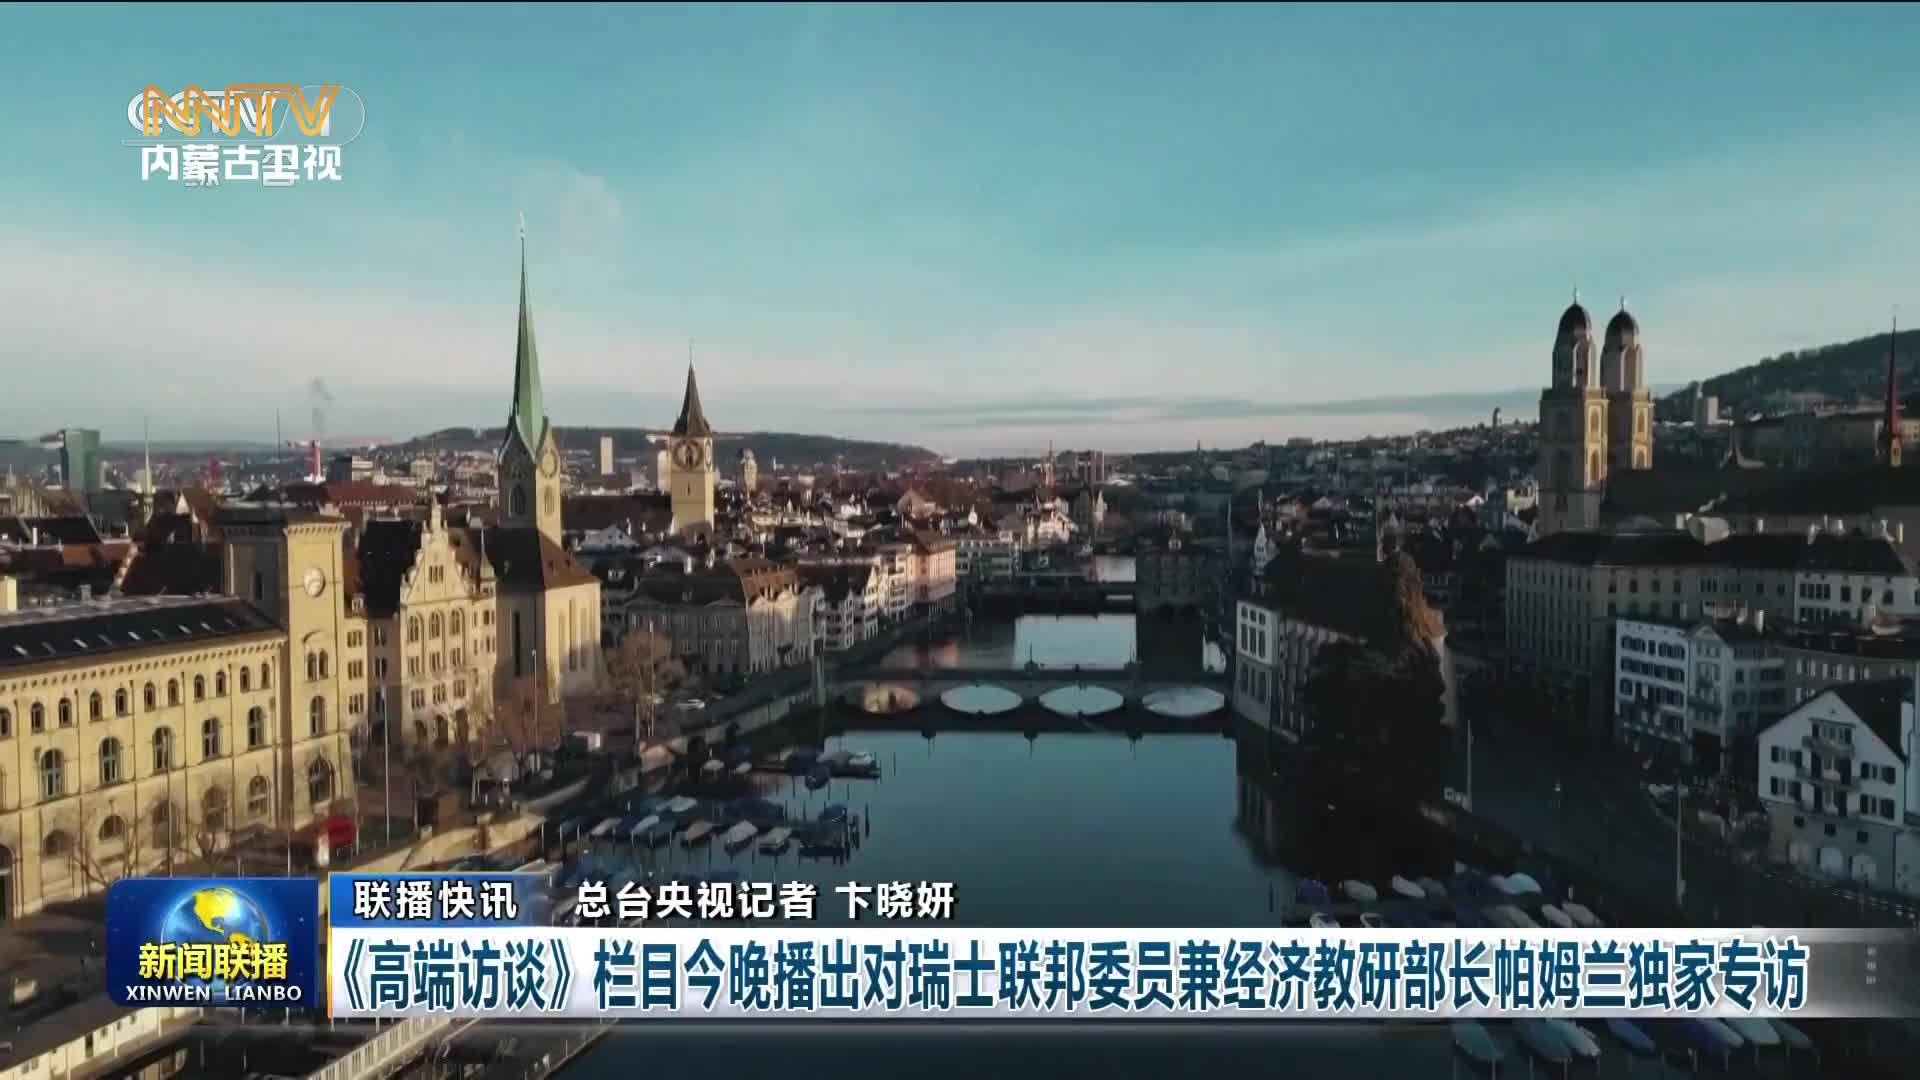 NNTV
内蒙古卫视
联播快讯 总台央视记者 卞晓妍
新闻联播
XINWEN LIANBO
《高端访谈》栏目今晚播出对瑞士联邦委员兼经济教研部长帕姆兰独家专访